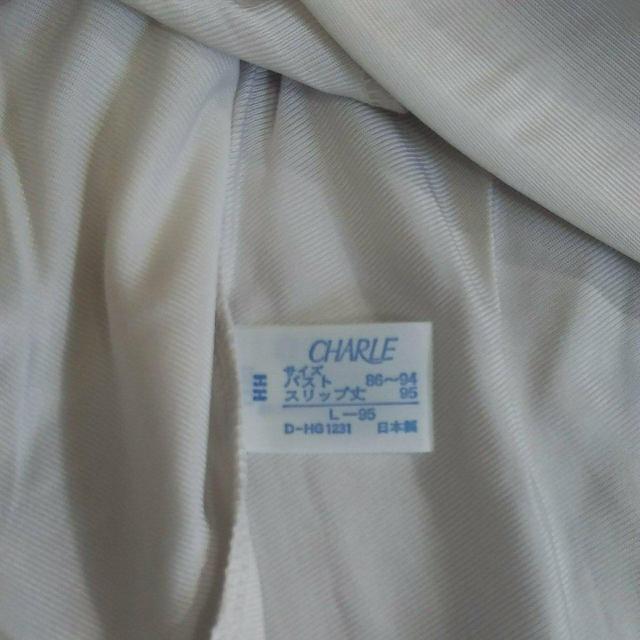 CHARLE
サイズ
バスト 86〜94
スリップ丈 95
L-95
D-HG1231 日本製
HH